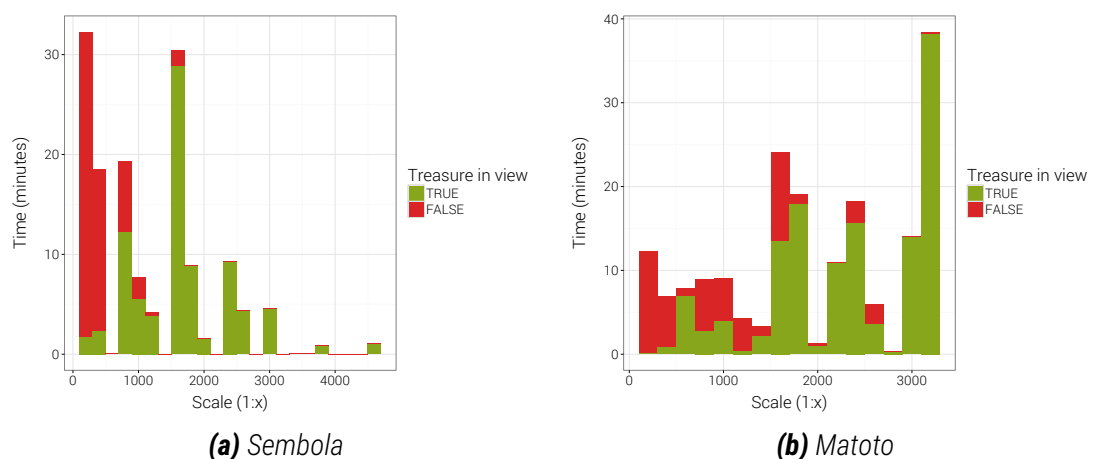 Time (minutes)
30
20
10
0
0 1000 2000 3000 4000
Scale (1:x)
Treasure in view
TRUE
FALSE
(a) Sembola
Time (minutes)
40
30
20
10
0
0 1000 2000 3000
Scale (1:x)
Treasure in view
TRUE
FALSE
(b) Matoto